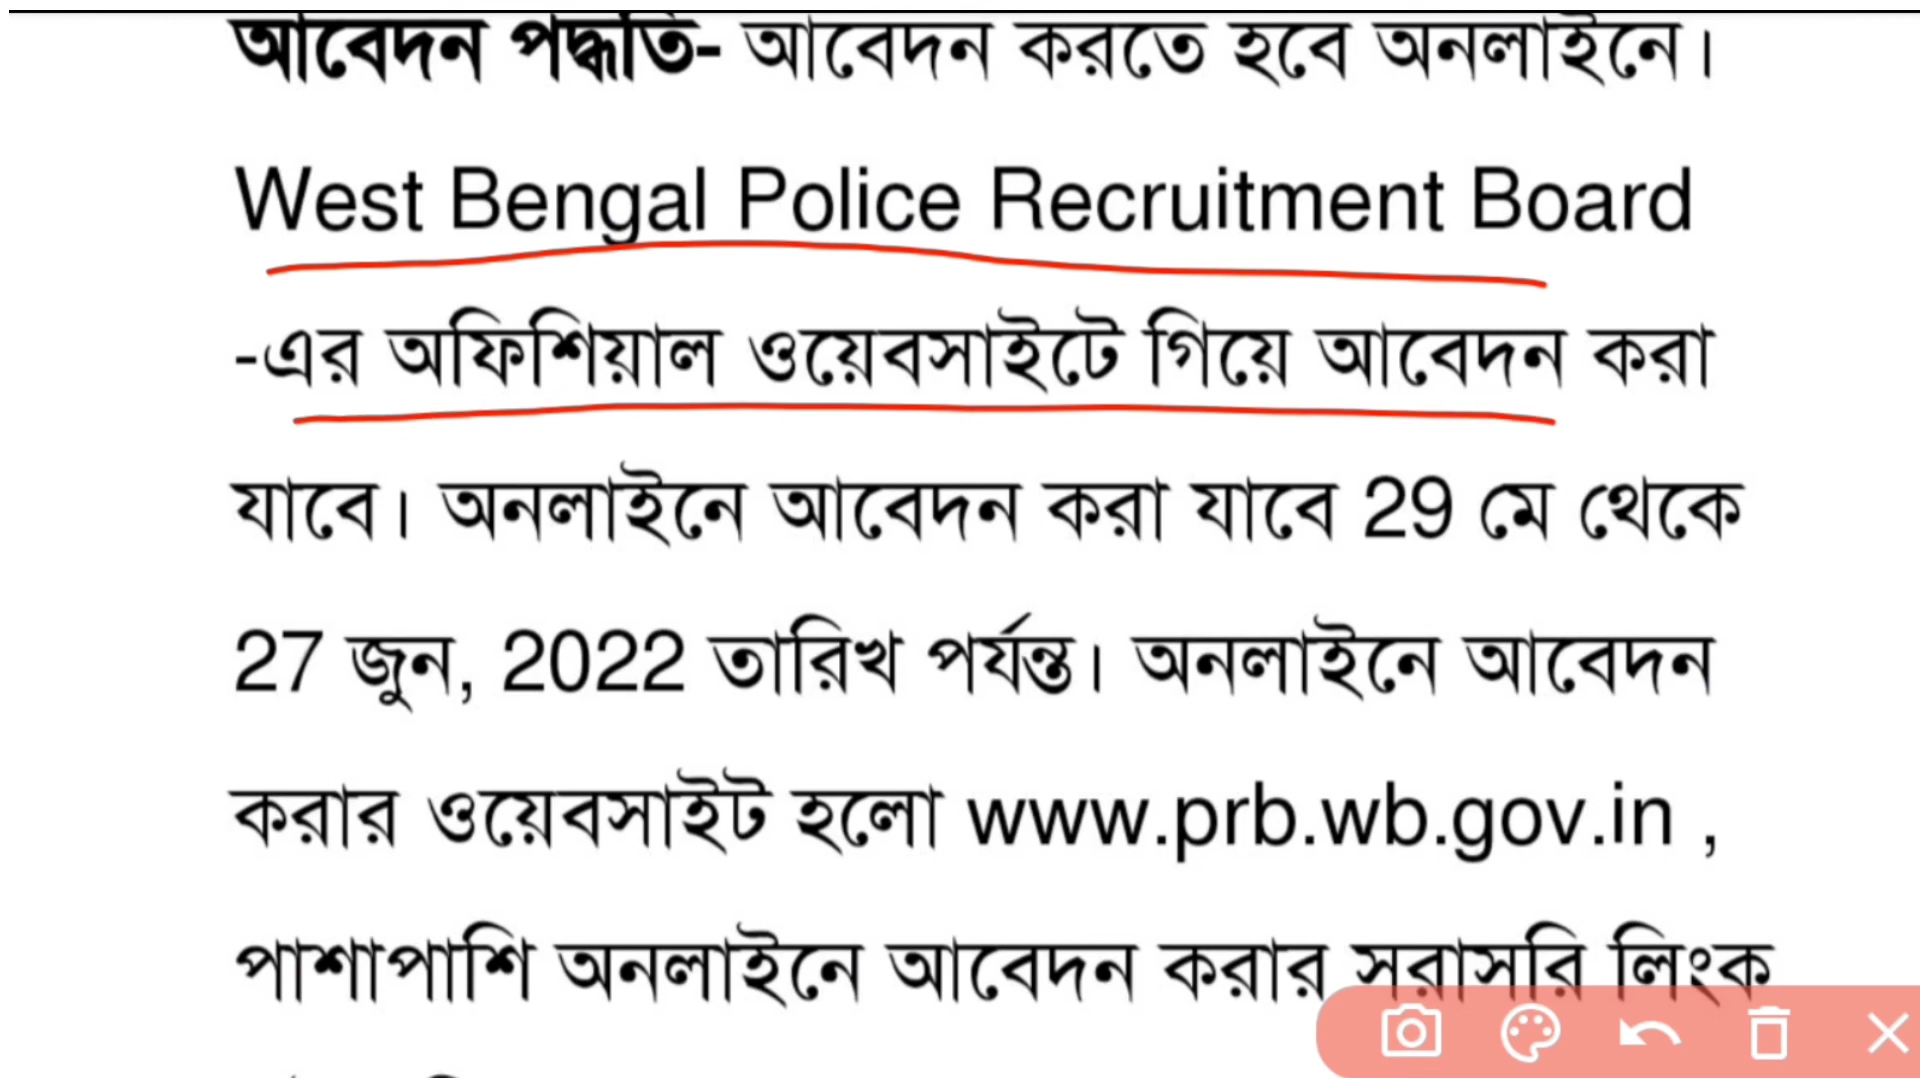 আবেদন পদ্ধতি- আবেদন করতে হবে অনলাইনে।
West Bengal Police Recruitment Board
-এর অফিশিয়াল ওয়েবসাইটে গিয়ে আবেদন করা
যাবে। অনলাইনে আবেদন করা যাবে 29 মে থেকে
27 জুন, 2022 তারিখ পর্যন্ত। অনলাইনে আবেদন
করার ওয়েবসাইট হলো www.prb.wb.gov.in ,
পাশাপাশি অনলাইনে আবেদন করার সরাসরি লিংক